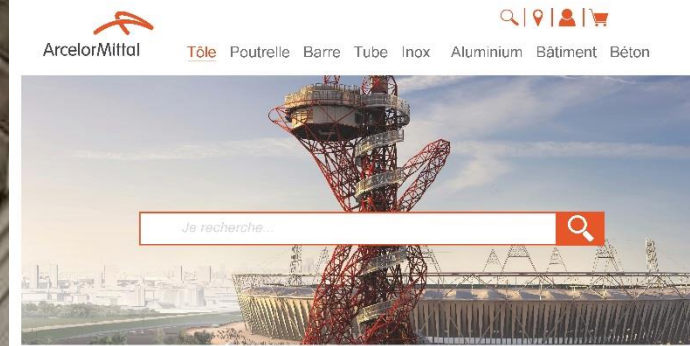 ArcelorMittal
Tôle Poutrelle Barre Tube Inox Aluminium Bâtiment Béton
Je recherche...